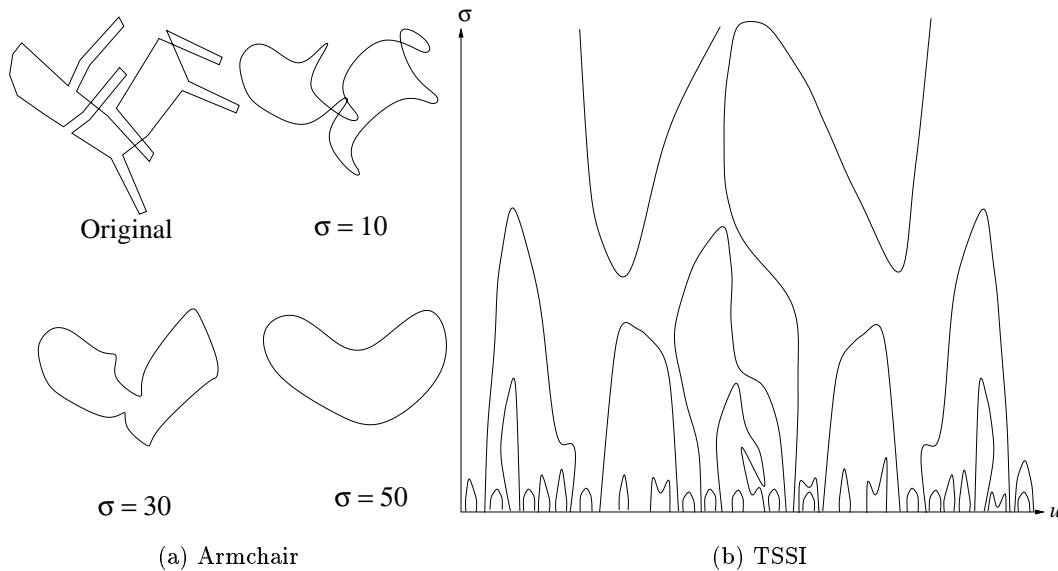 Original
σ = 10
σ = 30
σ = 50
(a) Armchair
σ
u
(b) TSSI